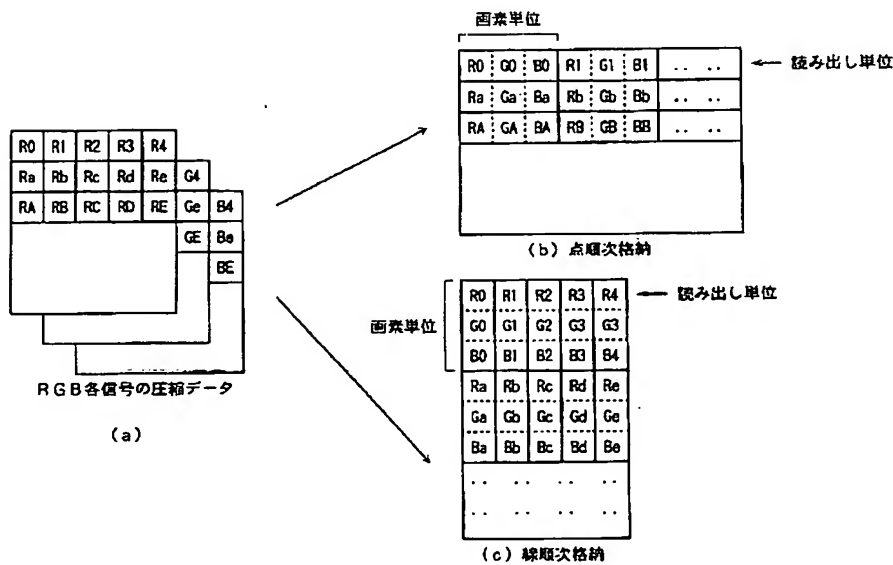 R0 R1 R2 R3 R4
Ra Rb Rc Rd Re G4
RA RB RC RD RE Ge B4
GE Be
BE
RGB各信号の圧縮データ
(a)
画素単位
R0 G0 B0 R1 G1 B1 .. ..
読み出し単位
Ra Ga Ba Rb Gb Bb .. ..
RA GA BA RB GB BB .. ..
(b) 点順次格納
R0 R1 R2 R3 R4
読み出し単位
画素単位
G0 G1 G2 G3 G3
B0 B1 B2 B3 B4
Ra Rb Rc Rd Re
Ga Gb Gc Gd Ge
Ba Bb Bc Bd Be
.. .. .. ..
.. .. .. ..
(c) 線順次格納